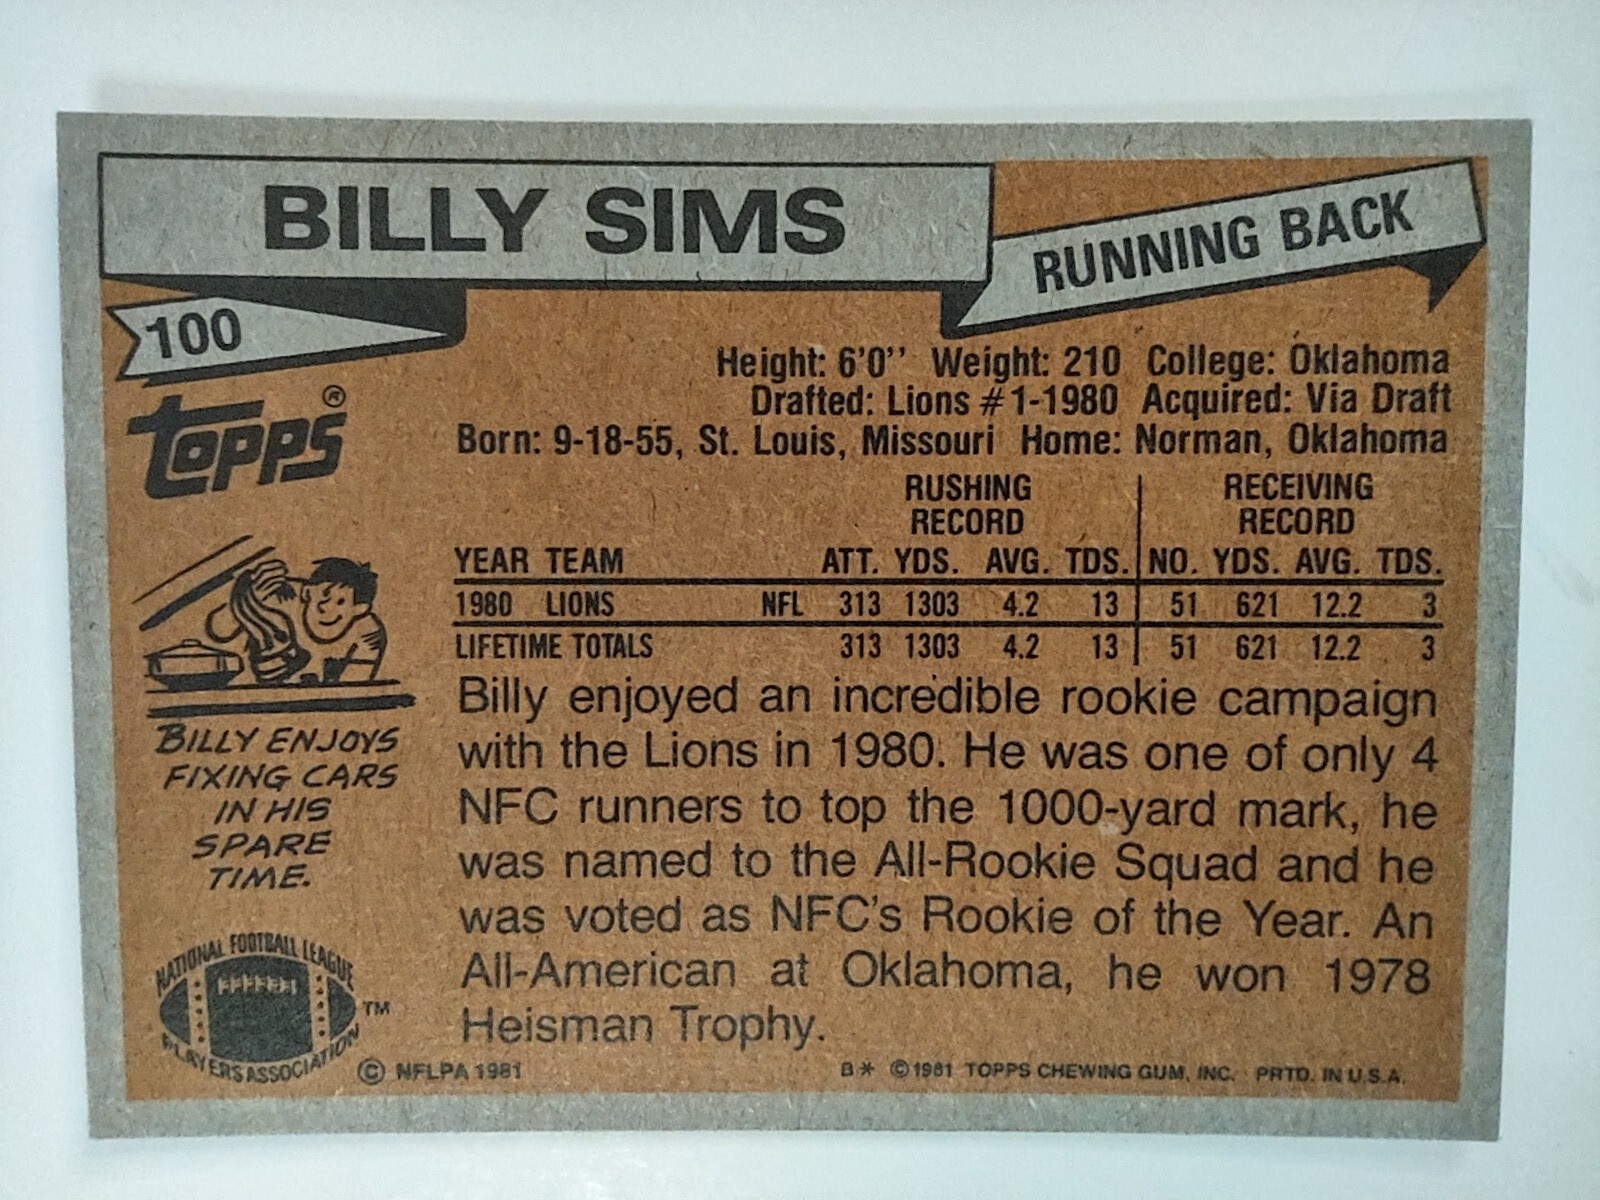 BILLY SIMS
RUNNING BACK
100
TOPPS®
Height: 6'0'' Weight: 210 College: Oklahoma
Drafted: Lions #1-1980 Acquired: Via Draft
Born: 9-18-55, St. Louis, Missouri Home: Norman, Oklahoma
RUSHING RECORD RECEIVING RECORD
YEAR TEAM ATT. YDS. AVG. TDS. NO. YDS. AVG. TDS.
1980 LIONS NFL 313 1303 4.2 13 51 621 12.2 3
LIFETIME TOTALS 313 1303 4.2 13 51 621 12.2 3
Billy enjoyed an incredible rookie campaign
with the Lions in 1980. He was one of only 4
NFC runners to top the 1000-yard mark, he
was named to the All-Rookie Squad and he
was voted as NFC's Rookie of the Year. An
All-American at Oklahoma, he won 1978
Heisman Trophy.
BILLY ENJOYS
FIXING CARS
IN HIS
SPARE
TIME.
NATIONAL FOOTBALL LEAGUE
PLAYERS ASSOCIATION
TM
© NFLPA 1981
B* ©1981 TOPPS CHEWING GUM, INC. PRTD. IN U.S.A.